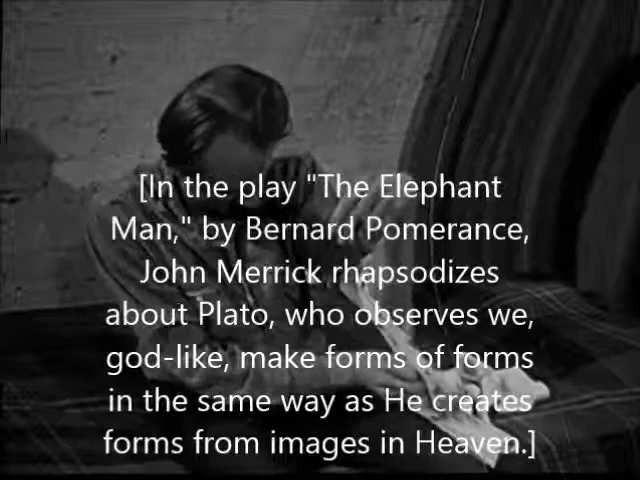 [In the play "The Elephant
Man," by Bernard Pomerance,
John Merrick rhapsodizes
about Plato, who observes we,
god-like, make forms of forms
in the same way as He creates
forms from images in Heaven.]